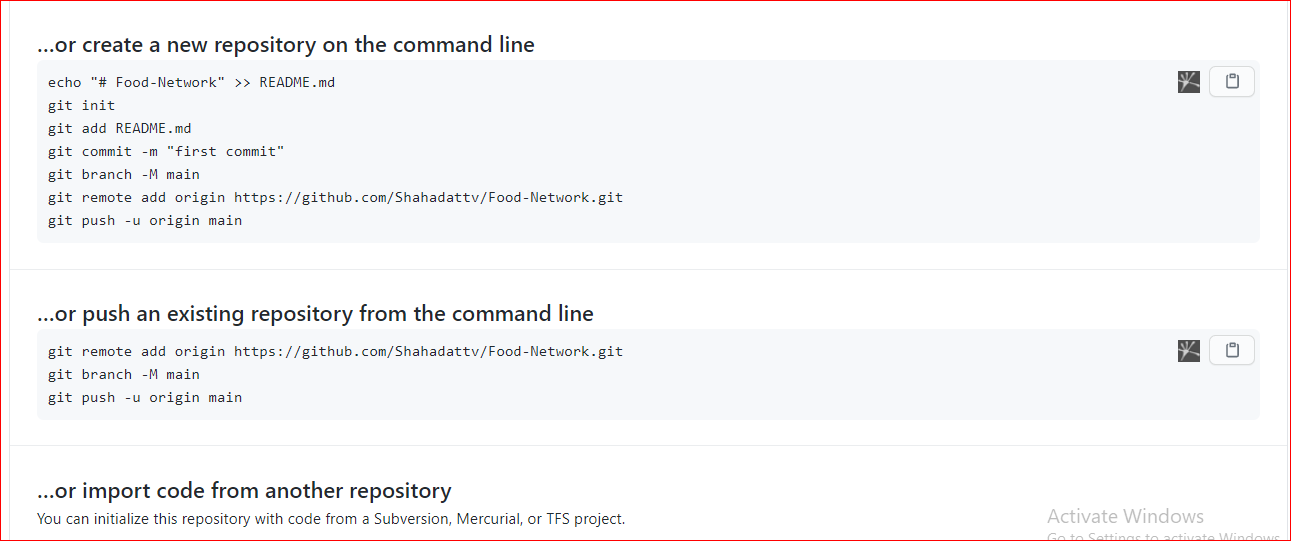 ...or create a new repository on the command line
echo "# Food-Network" >> README.md
git init
git add README.md
git commit -m "first commit"
git branch -M main
git remote add origin https://github.com/Shahadattv/Food-Network.git
git push -u origin main
...or push an existing repository from the command line
git remote add origin https://github.com/Shahadattv/Food-Network.git
git branch -M main
git push -u origin main
...or import code from another repository
You can initialize this repository with code from a Subversion, Mercurial, or TFS project.
Activate Windows
Go to Settings to activate Windows.